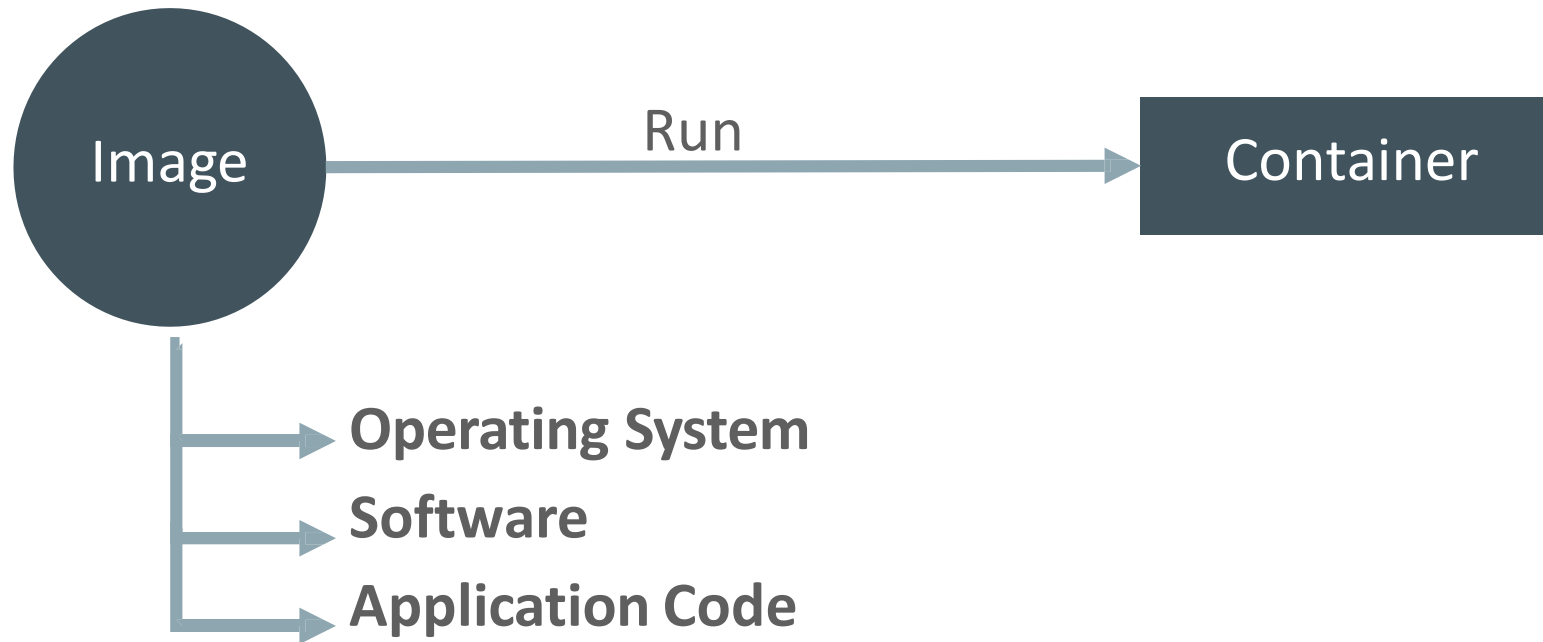 Image
Run
Container
Operating System
Software
Application Code